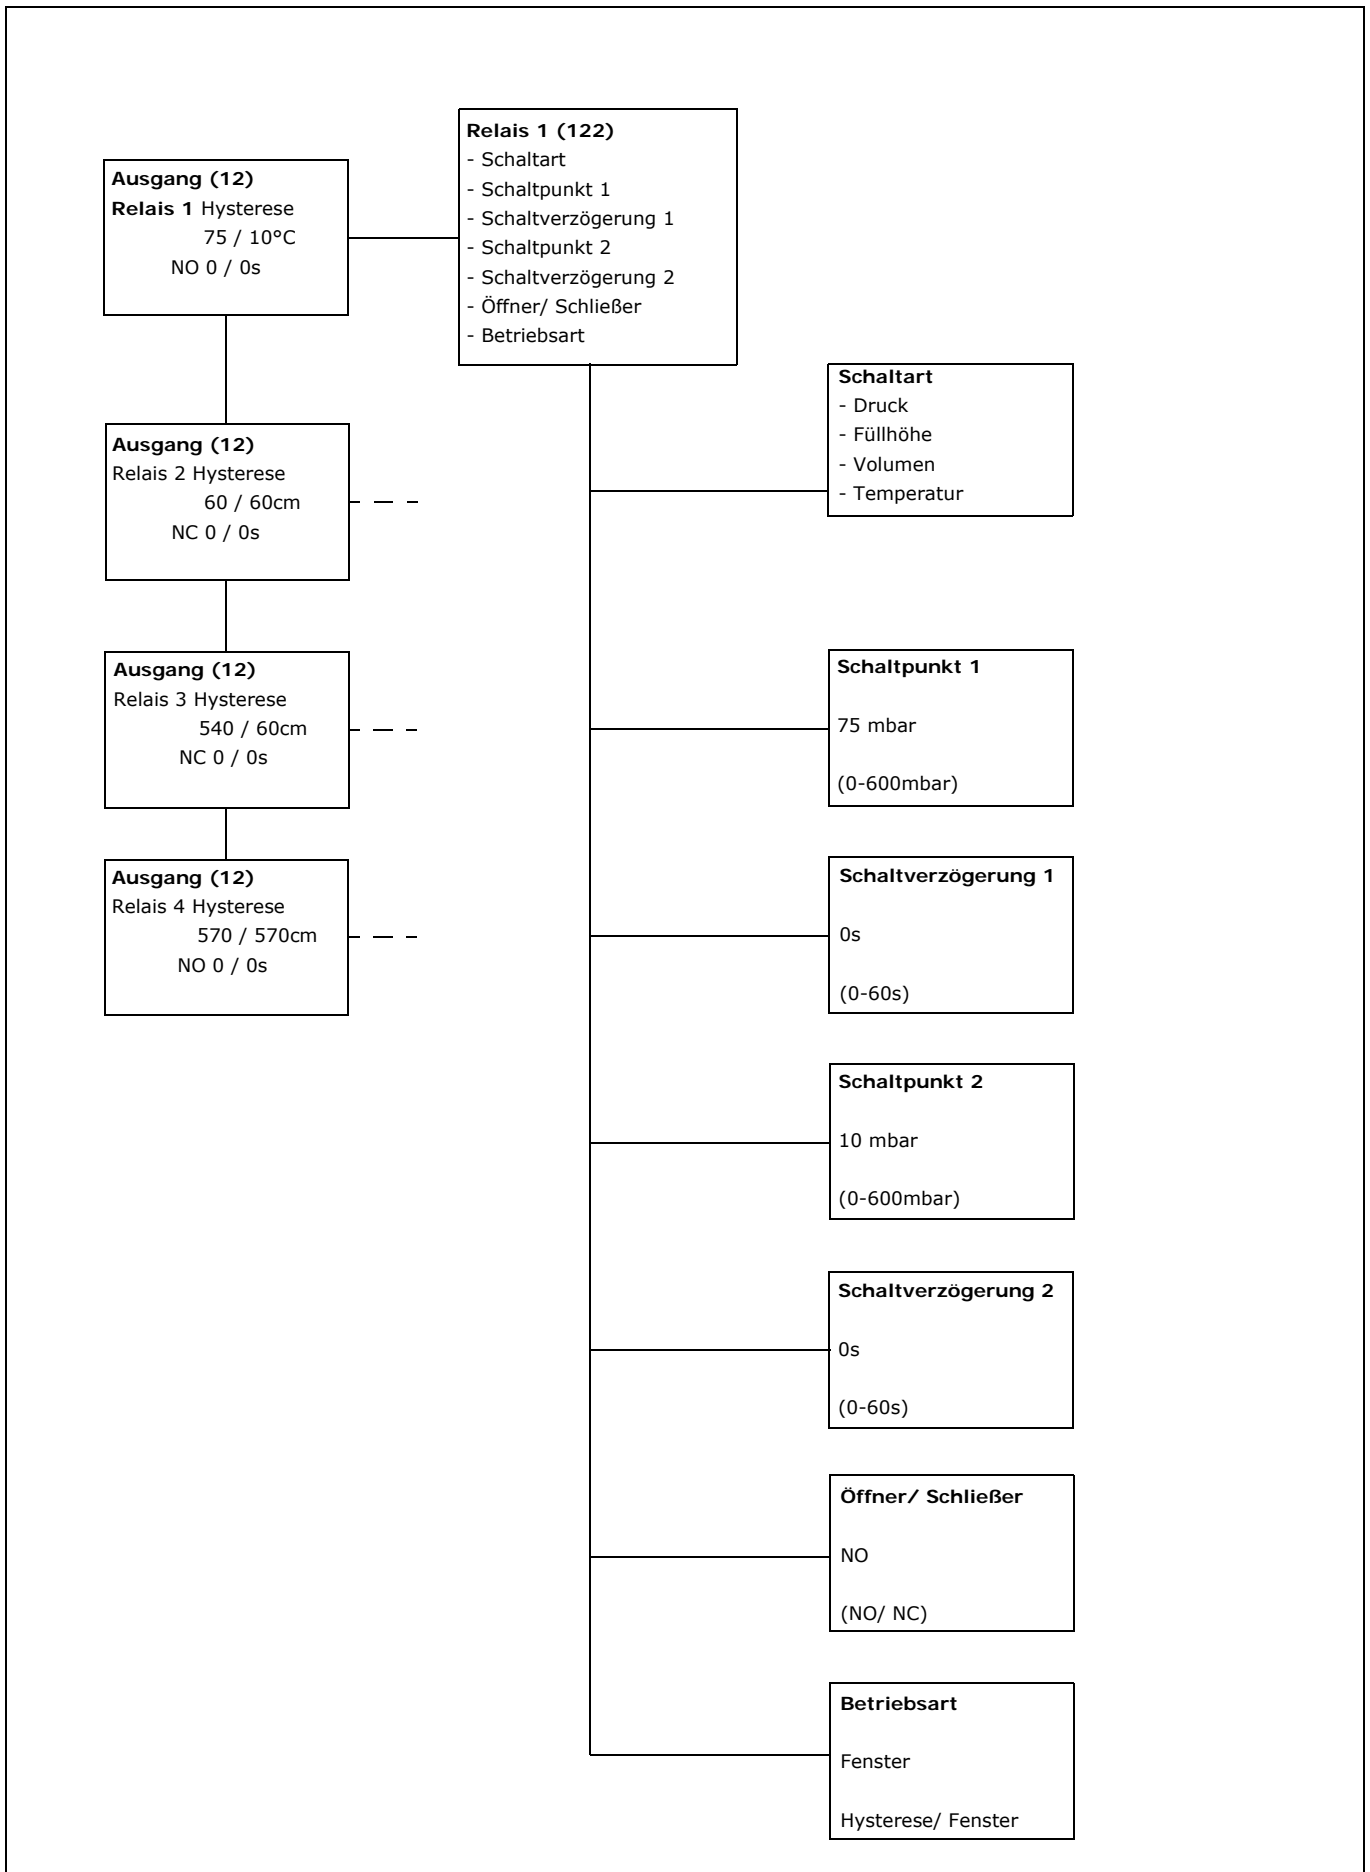 Ausgang (12)
Relais 1 Hysterese
75 / 10°C
NO 0 / 0s
Relais 1 (122)
- Schaltart
- Schaltpunkt 1
- Schaltverzögerung 1
- Schaltpunkt 2
- Schaltverzögerung 2
- Öffner/ Schließer
- Betriebsart
Ausgang (12)
Relais 2 Hysterese
60 / 60cm
NC 0 / 0s
Ausgang (12)
Relais 3 Hysterese
540 / 60cm
NC 0 / 0s
Ausgang (12)
Relais 4 Hysterese
570 / 570cm
NO 0 / 0s
Schaltart
- Druck
- Füllhöhe
- Volumen
- Temperatur
Schaltpunkt 1
75 mbar
(0-600mbar)
Schaltverzögerung 1
0s
(0-60s)
Schaltpunkt 2
10 mbar
(0-600mbar)
Schaltverzögerung 2
0s
(0-60s)
Öffner/ Schließer
NO
(NO/ NC)
Betriebsart
Fenster
Hysterese/ Fenster